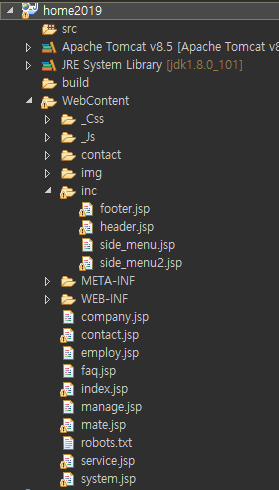 home2019
src
Apache Tomcat v8.5 [Apache Tomcat v8
JRE System Library [jdk1.8.0_101]
build
WebContent
_Css
_Js
contact
img
inc
footer.jsp
header.jsp
side_menu.jsp
side_menu2.jsp
META-INF
WEB-INF
company.jsp
contact.jsp
employ.jsp
faq.jsp
index.jsp
manage.jsp
mate.jsp
robots.txt
service.jsp
system.jsp